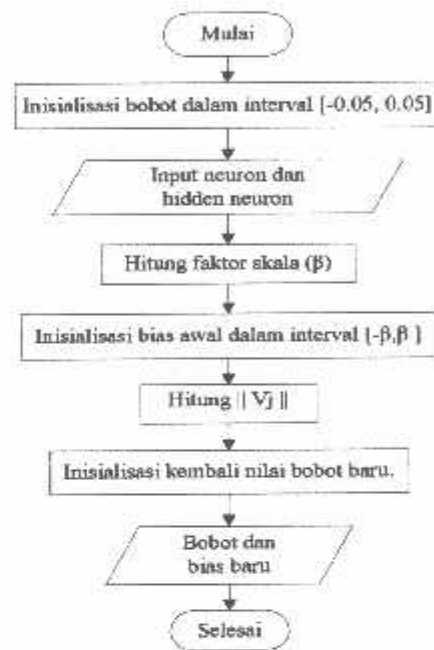 Mulai
Inisialisasi bobot dalam interval [-0.05, 0.05]
Input neuron dan
hidden neuron
Hitung faktor skala (β)
Inisialisasi bias awal dalam interval [-β,β ]
Hitung || Vj ||
Inisialisasi kembali nilai bobot baru.
Bobot dan
bias baru
Selesai